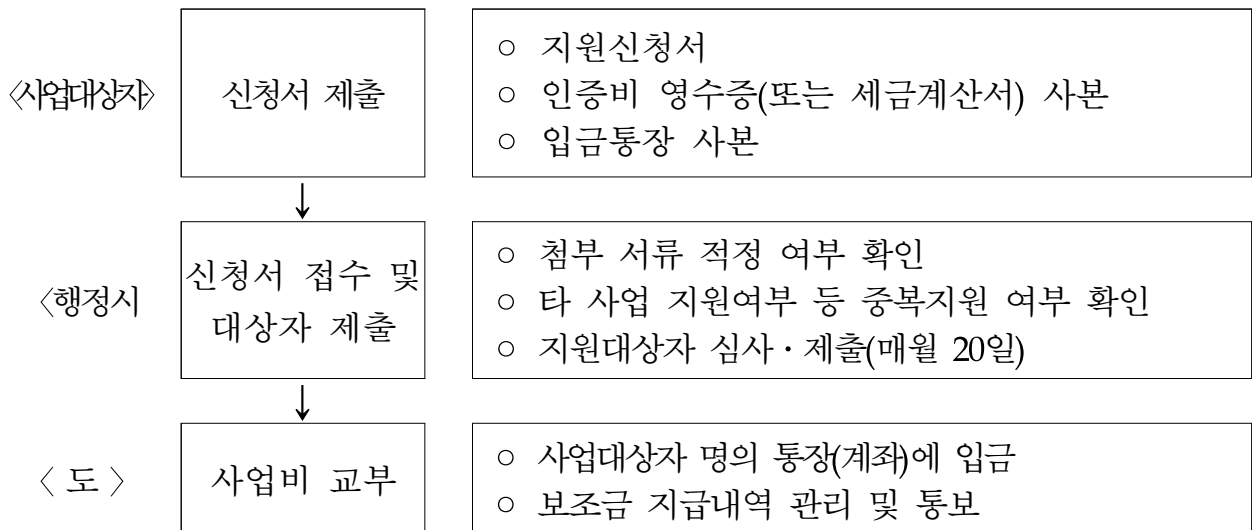 〈사업대상자〉
신청서 제출
○ 지원신청서
○ 인증비 영수증(또는 세금계산서) 사본
○ 입금통장 사본
↓
〈행정시
신청서 접수 및
대상자 제출
○ 첨부 서류 적정 여부 확인
○ 타 사업 지원여부 등 중복지원 여부 확인
○ 지원대상자 심사·제출(매월 20일)
↓
〈 도 〉
사업비 교부
○ 사업대상자 명의 통장(계좌)에 입금
○ 보조금 지급내역 관리 및 통보